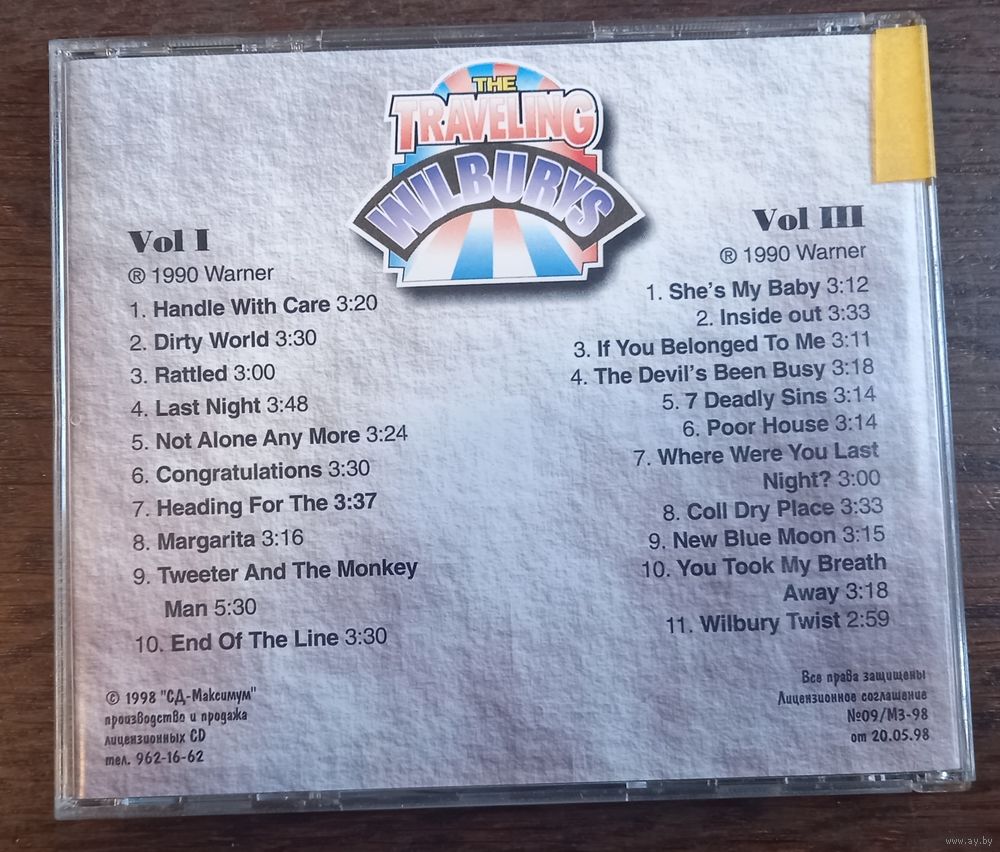 THE
TRAVELING
WILBURYS
Vol I
® 1990 Warner
1. Handle With Care 3:20
2. Dirty World 3:30
3. Rattled 3:00
4. Last Night 3:48
5. Not Alone Any More 3:24
6. Congratulations 3:30
7. Heading For The 3:37
8. Margarita 3:16
9. Tweeter And The Monkey
Man 5:30
10. End Of The Line 3:30
Vol III
® 1990 Warner
1. She's My Baby 3:12
2. Inside out 3:33
3. If You Belonged To Me 3:11
4. The Devil's Been Busy 3:18
5. 7 Deadly Sins 3:14
6. Poor House 3:14
7. Where Were You Last
Night? 3:00
8. Coll Dry Place 3:33
9. New Blue Moon 3:15
10. You Took My Breath
Away 3:18
11. Wilbury Twist 2:59
© 1998 "СД-Максимум"
производство и продажа
лицензионных CD
тел. 962-16-62
Все права защищены
Лицензионное соглашение
№09/МЗ-98
от 20.05.98
www.ay.by